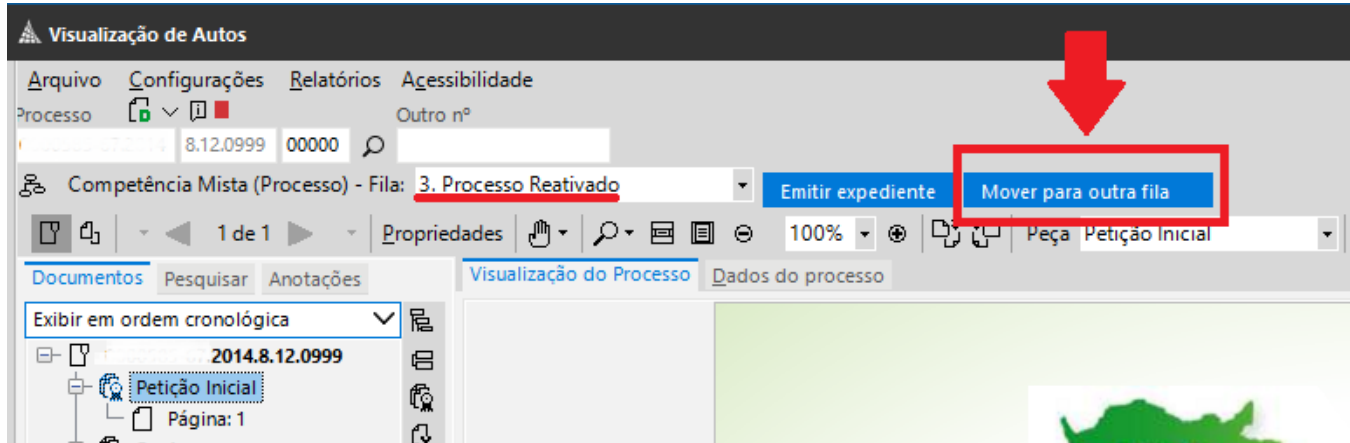 Visualização de Autos
Arquivo Configurações Relatórios Acessibilidade
Processo Outro nº
8.12.0999 00000
Competência Mista (Processo) - Fila: 3. Processo Reativado Emitir expediente Mover para outra fila
1 de 1 Propriedades 100% Peça Petição Inicial
Documentos Pesquisar Anotações Visualização do Processo Dados do processo
Exibir em ordem cronológica
.2014.8.12.0999
Petição Inicial
Página: 1